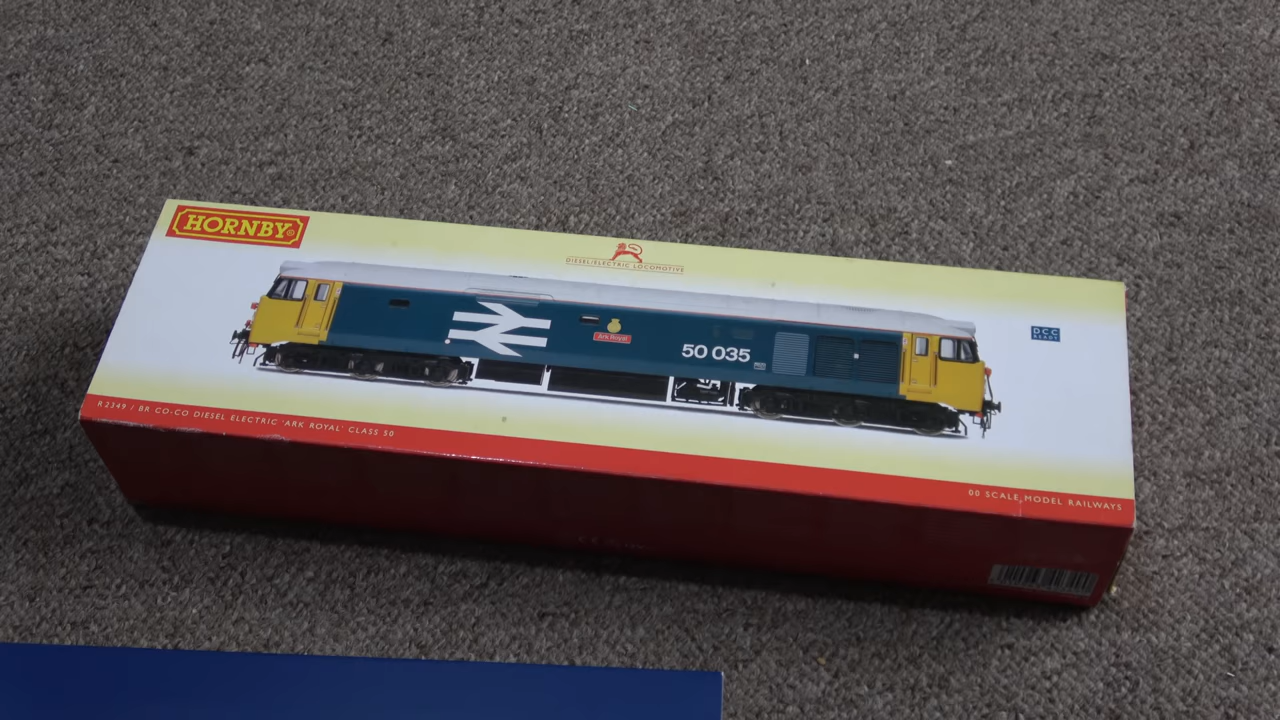 HORNBY®
DIESEL/ELECTRIC LOCOMOTIVE
DCC
READY
Ark Royal
50 035
R2349 / BR CO-CO DIESEL ELECTRIC 'ARK ROYAL' CLASS 50
00 SCALE MODEL RAILWAYS